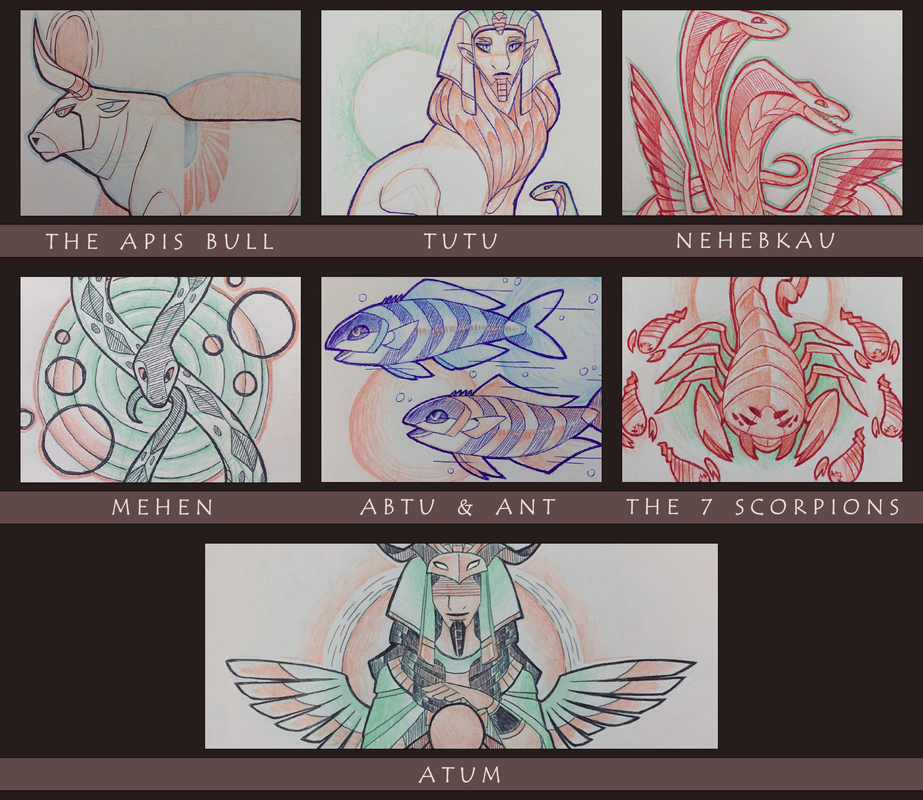 THE APIS BULL
TUTU
NEHEBKAU
MEHEN
ABTU & ANT
THE 7 SCORPIONS
ATUM